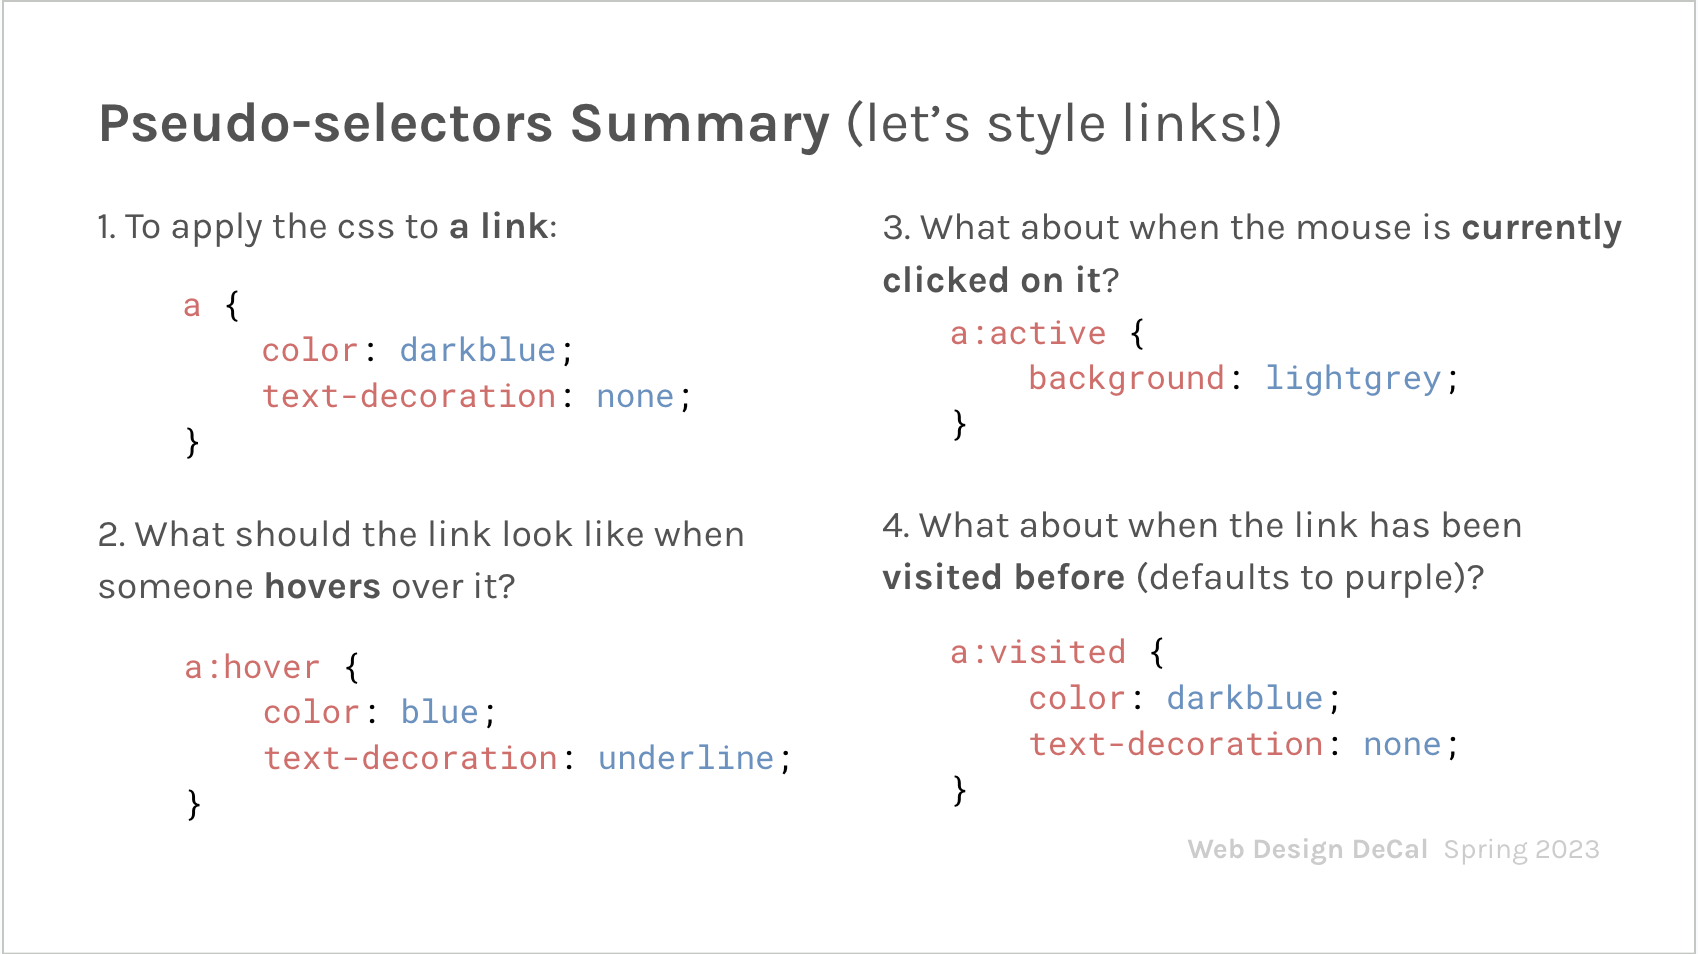 Pseudo-selectors Summary (let’s style links!)
1. To apply the css to a link:
a {
color: darkblue;
text-decoration: none;
}
2. What should the link look like when
someone hovers over it?
a:hover {
color: blue;
text-decoration: underline;
}
3. What about when the mouse is currently
clicked on it?
a:active {
background: lightgrey;
}
4. What about when the link has been
visited before (defaults to purple)?
a:visited {
color: darkblue;
text-decoration: none;
}
Web Design DeCal Spring 2023